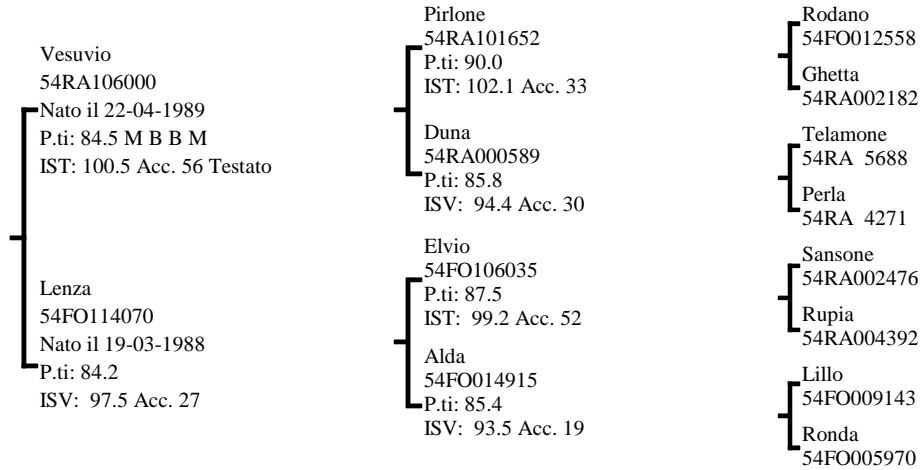 Vesuvio
54RA106000
Nato il 22-04-1989
P.ti: 84.5 M B B M
IST: 100.5 Acc. 56 Testato
Lenza
54FO114070
Nato il 19-03-1988
P.ti: 84.2
ISV: 97.5 Acc. 27
Pirlone
54RA101652
P.ti: 90.0
IST: 102.1 Acc. 33
Duna
54RA000589
P.ti: 85.8
ISV: 94.4 Acc. 30
Elvio
54FO106035
P.ti: 87.5
IST: 99.2 Acc. 52
Alda
54FO014915
P.ti: 85.4
ISV: 93.5 Acc. 19
Rodano
54FO012558
Ghetta
54RA002182
Telamone
54RA 5688
Perla
54RA 4271
Sansone
54RA002476
Rupia
54RA004392
Lillo
54FO009143
Ronda
54FO005970